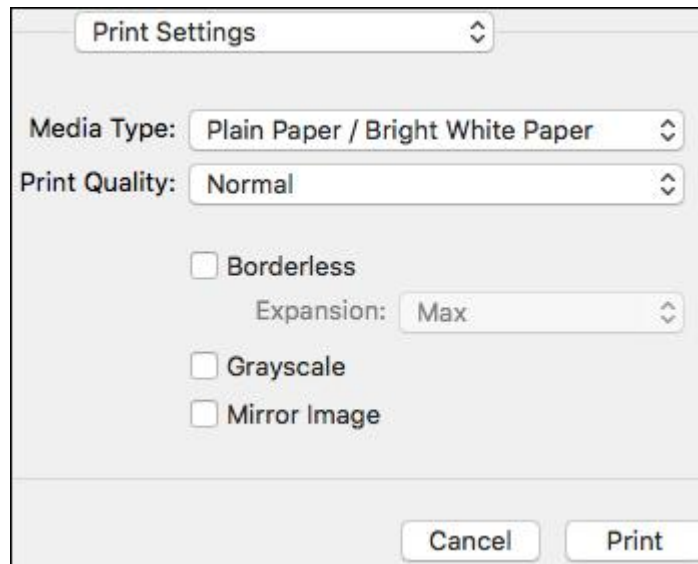 Print Settings
Media Type: Plain Paper / Bright White Paper
Print Quality: Normal
Borderless
Expansion: Max
Grayscale
Mirror Image
Cancel Print